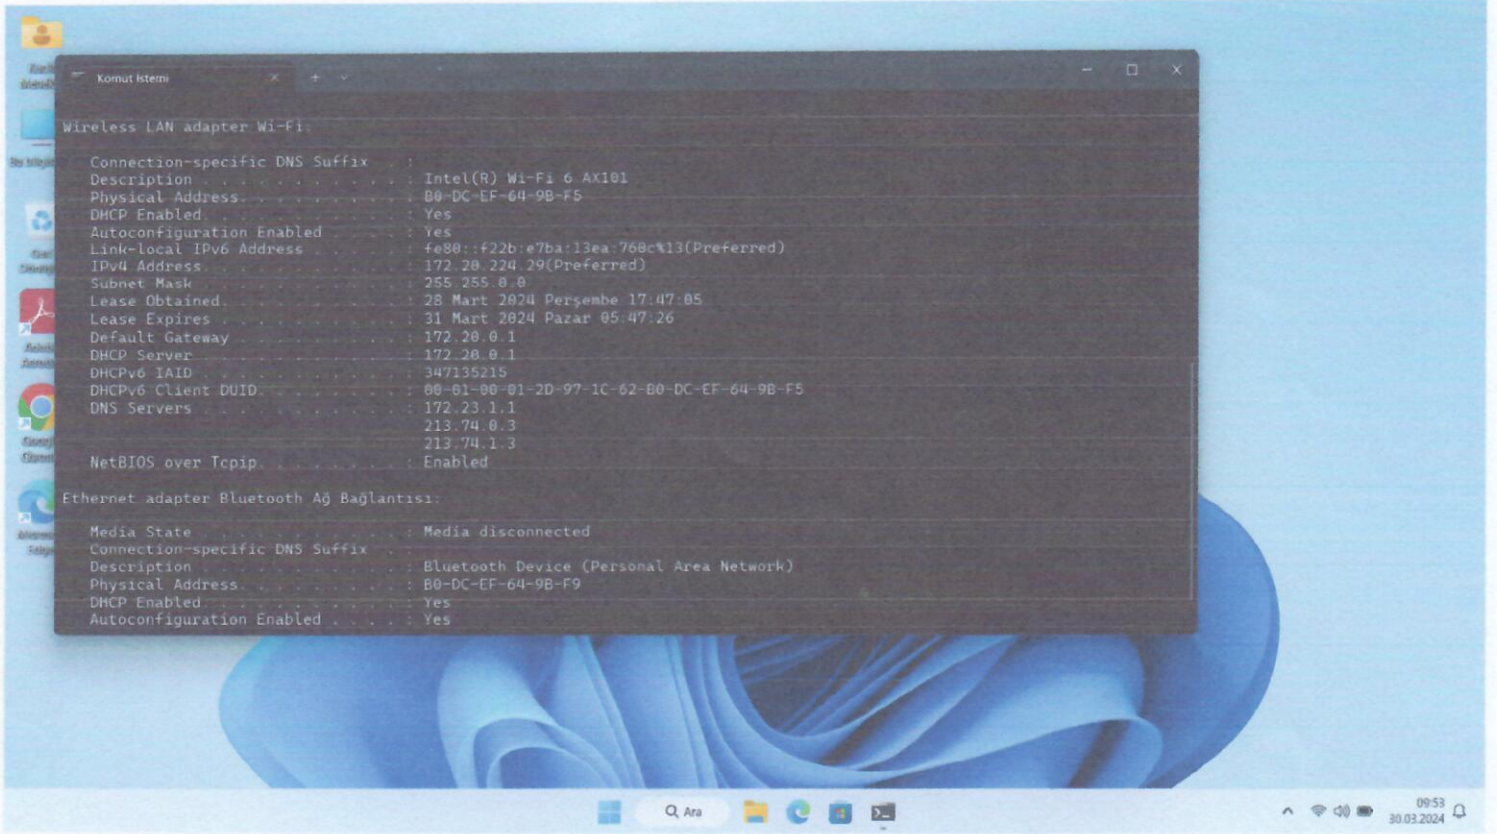 Komut İstemi
Wireless LAN adapter Wi-Fi:
Connection-specific DNS Suffix . :
Description . . . . . . . . . . . : Intel(R) Wi-Fi 6 AX101
Physical Address. . . . . . . . . : B0-DC-EF-64-9B-F5
DHCP Enabled . . . . . . . . . . : Yes
Autoconfiguration Enabled . . . . : Yes
Link-local IPv6 Address . . . . . : fe80::f22b:e7ba:13ea:760c%13(Preferred)
IPv4 Address. . . . . . . . . . . : 172.20.224.29(Preferred)
Subnet Mask . . . . . . . . . . . : 255.255.0.0
Lease Obtained. . . . . . . . . . : 28 Mart 2024 Perşembe 17:47:05
Lease Expires . . . . . . . . . . : 31 Mart 2024 Pazar 05:47:26
Default Gateway . . . . . . . . . : 172.20.0.1
DHCP Server . . . . . . . . . . . : 172.20.0.1
DHCPv6 IAID . . . . . . . . . . . : 347135215
DHCPv6 Client DUID. . . . . . . . : 00-01-00-01-2D-97-1C-62-B0-DC-EF-64-9B-F5
DNS Servers . . . . . . . . . . . : 172.23.1.1
213.74.0.3
213.74.1.3
NetBIOS over Tcpip. . . . . . . . : Enabled
Ethernet adapter Bluetooth Ağ Bağlantısı:
Media State . . . . . . . . . . . : Media disconnected
Connection-specific DNS Suffix . :
Description . . . . . . . . . . . : Bluetooth Device (Personal Area Network)
Physical Address. . . . . . . . . : B0-DC-EF-64-9B-F9
DHCP Enabled. . . . . . . . . . . : Yes
Autoconfiguration Enabled . . . . : Yes
Ara
09:53
30.03.2024